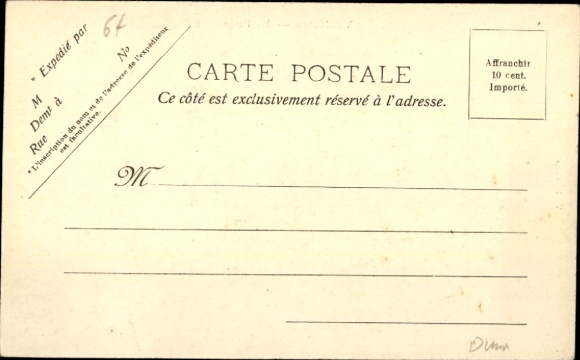 64
* Expédié par
M
Demt à
Rue
No
* L'inscription du nom et de l'adresse de l'expéditeur
est facultative.
CARTE POSTALE
Ce côté est exclusivement réservé à l'adresse.
Affranchir
10 cent.
Importé.
M